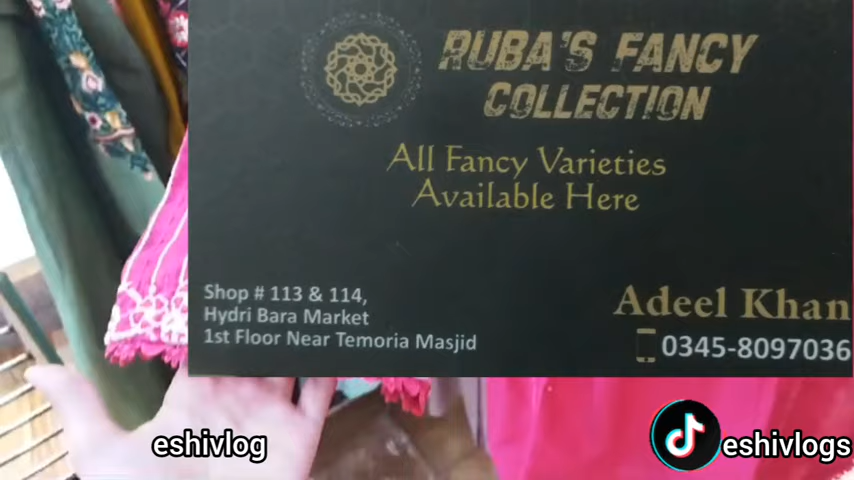 RUBA'S FANCY
COLLECTION
All Fancy Varieties
Available Here
Shop # 113 & 114,
Hydri Bara Market
1st Floor Near Temoria Masjid
Adeel Khan
0345-8097036
eshivlog
eshivlogs